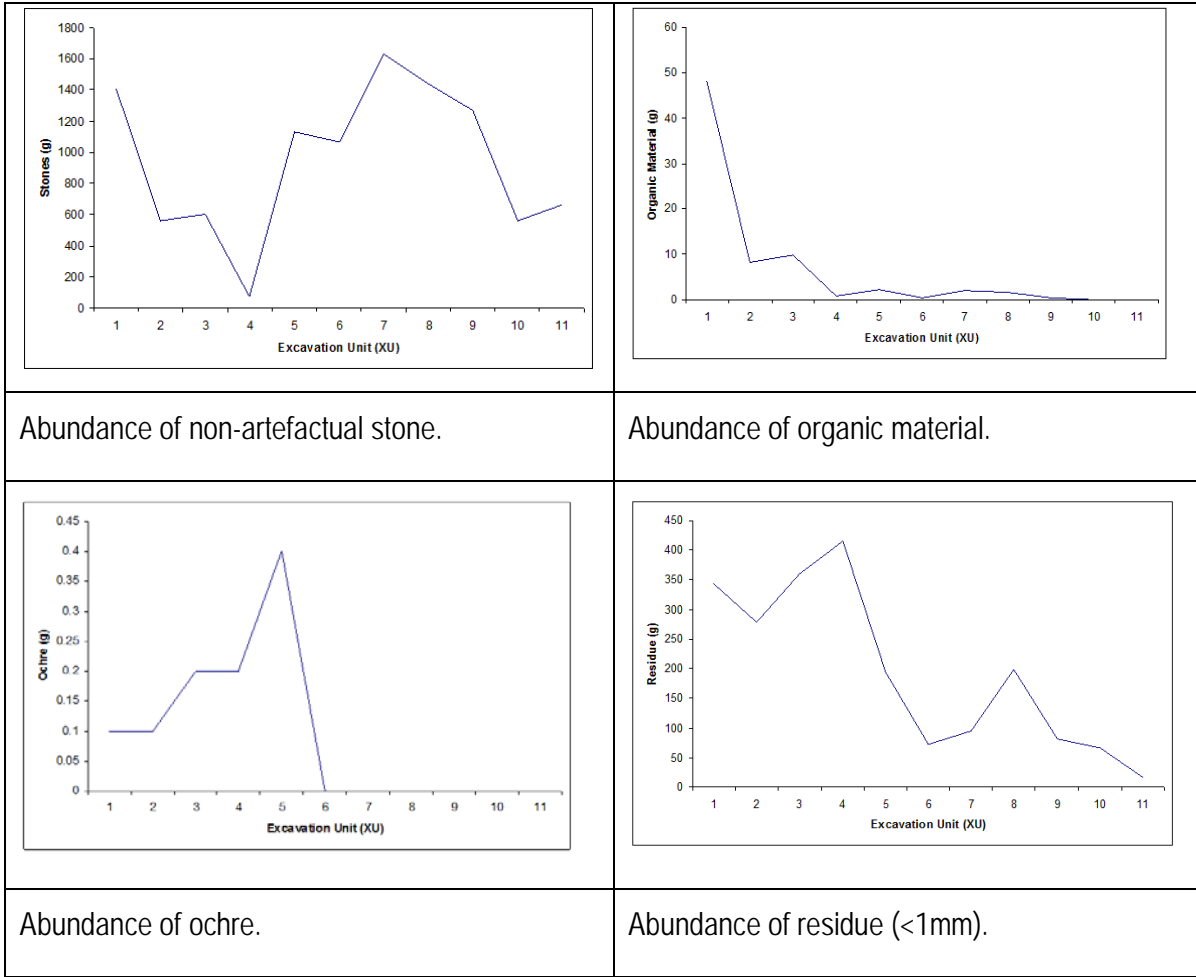 1800
1600
1400
1200
1000
800
600
400
200
0
Stones (g)
1 2 3 4 5 6 7 8 9 10 11
Excavation Unit (XU)
60
50
40
30
20
10
0
Organic Material (g)
1 2 3 4 5 6 7 8 9 10 11
Excavation Unit (XU)
Abundance of non-artefactual stone.
Abundance of organic material.
0.45
0.4
0.35
0.3
0.25
0.2
0.15
0.1
0.05
0
Ochre (g)
1 2 3 4 5 6 7 8 9 10 11
Excavation Unit (XU)
450
400
350
300
250
200
150
100
50
0
Residue (g)
1 2 3 4 5 6 7 8 9 10 11
Excavation Unit (XU)
Abundance of ochre.
Abundance of residue (<1mm).